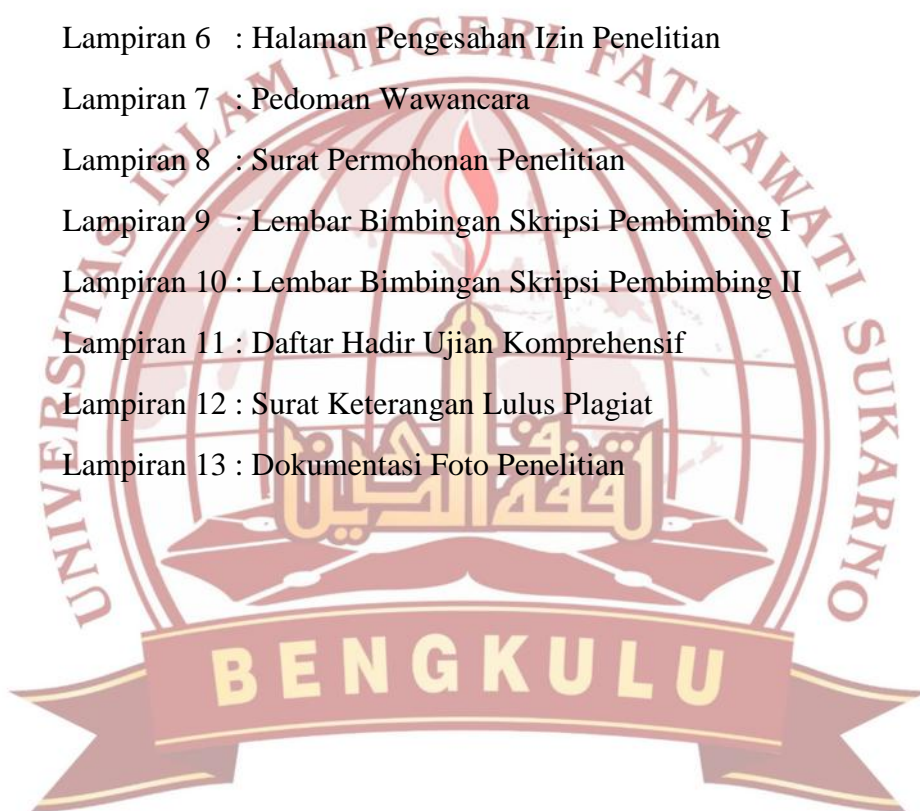 Lampiran 6 : Halaman Pengesahan Izin Penelitian
Lampiran 7 : Pedoman Wawancara
Lampiran 8 : Surat Permohonan Penelitian
Lampiran 9 : Lembar Bimbingan Skripsi Pembimbing I
Lampiran 10 : Lembar Bimbingan Skripsi Pembimbing II
Lampiran 11 : Daftar Hadir Ujian Komprehensif
Lampiran 12 : Surat Keterangan Lulus Plagiat
Lampiran 13 : Dokumentasi Foto Penelitian
UNIVERSITAS ISLAM NEGERI FATMAWATI SUKARNO
BENGKULU